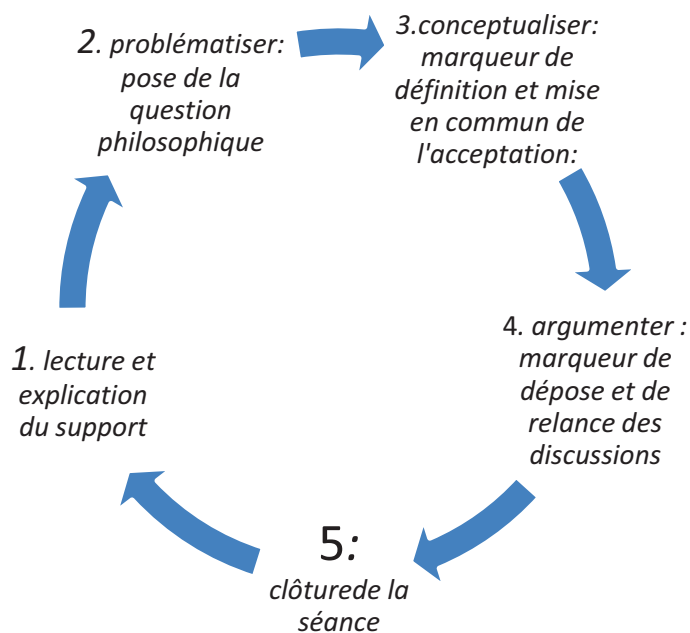 1. lecture et
explication
du support
2. problématiser:
pose de la
question
philosophique
3.conceptualiser:
marqueur de
définition et mise
en commun de
l'acceptation:
4. argumenter :
marqueur de
dépose et de
relance des
discussions
5:
clôturede la
séance